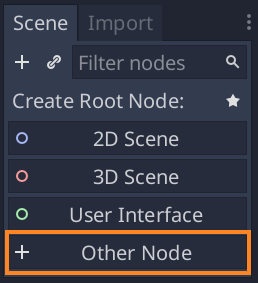 Scene Import
Filter nodes
Create Root Node:
2D Scene
3D Scene
User Interface
Other Node